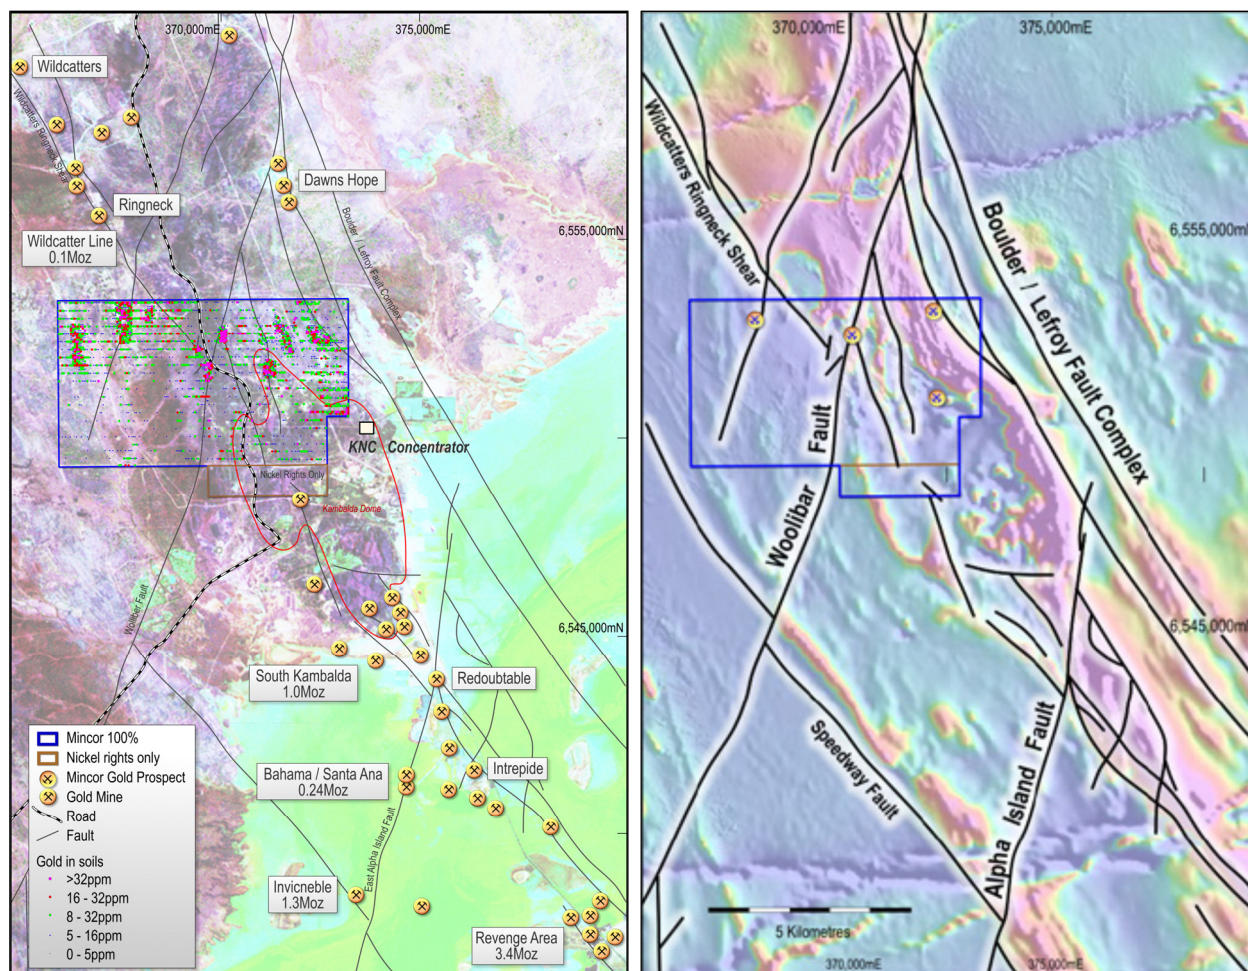 370,000mE
375,000mE
Wildcatters
Wildcatters Ringneck Shear
Ringneck
Wildcatter Line
0.1Moz
Dawns Hope
Boulder / Lefroy Fault Complex
6,555,000mN
KNC Concentrator
Nickel Rights Only
Kambalda Dome
Wolliber Fault
6,545,000mN
South Kambalda
1.0Moz
Redoubtable
Bahama / Santa Ana
0.24Moz
Intrepide
East Alpha Island Fault
Invicneble
1.3Moz
Revenge Area
3.4Moz
Mincor 100%
Nickel rights only
Mincor Gold Prospect
Gold Mine
Road
Fault
Gold in soils
>32ppm
16 - 32ppm
8 - 32ppm
5 - 16ppm
0 - 5ppm
370,000mE
375,000mE
Wildcatters Ringneck Shear
6,555,000mN
Boulder / Lefroy Fault Complex
Woolibar Fault
6,545,000mN
Speedway Fault
Alpha Island Fault
5 Kilometres
370,000mE
375,000mE